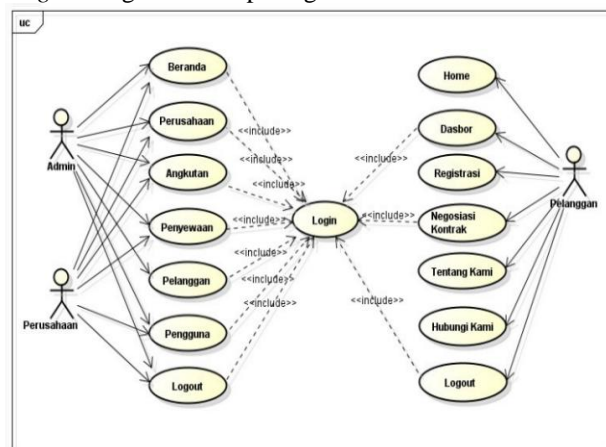 uc
Beranda
Home
<<include>>
Perusahaan
Dasbor
<<include>>
<<include>>
Admin
Angkutan
Registrasi
<<include>>
Pelanggan
Penyewaan
<<include>>
Login
<<include>>
Negosiasi
Kontrak
Pelanggan
<<include>>
Tentang Kami
<<include>>
<<include>>
<<include>>
Perusahaan
Pengguna
Hubungi Kami
Logout
Logout